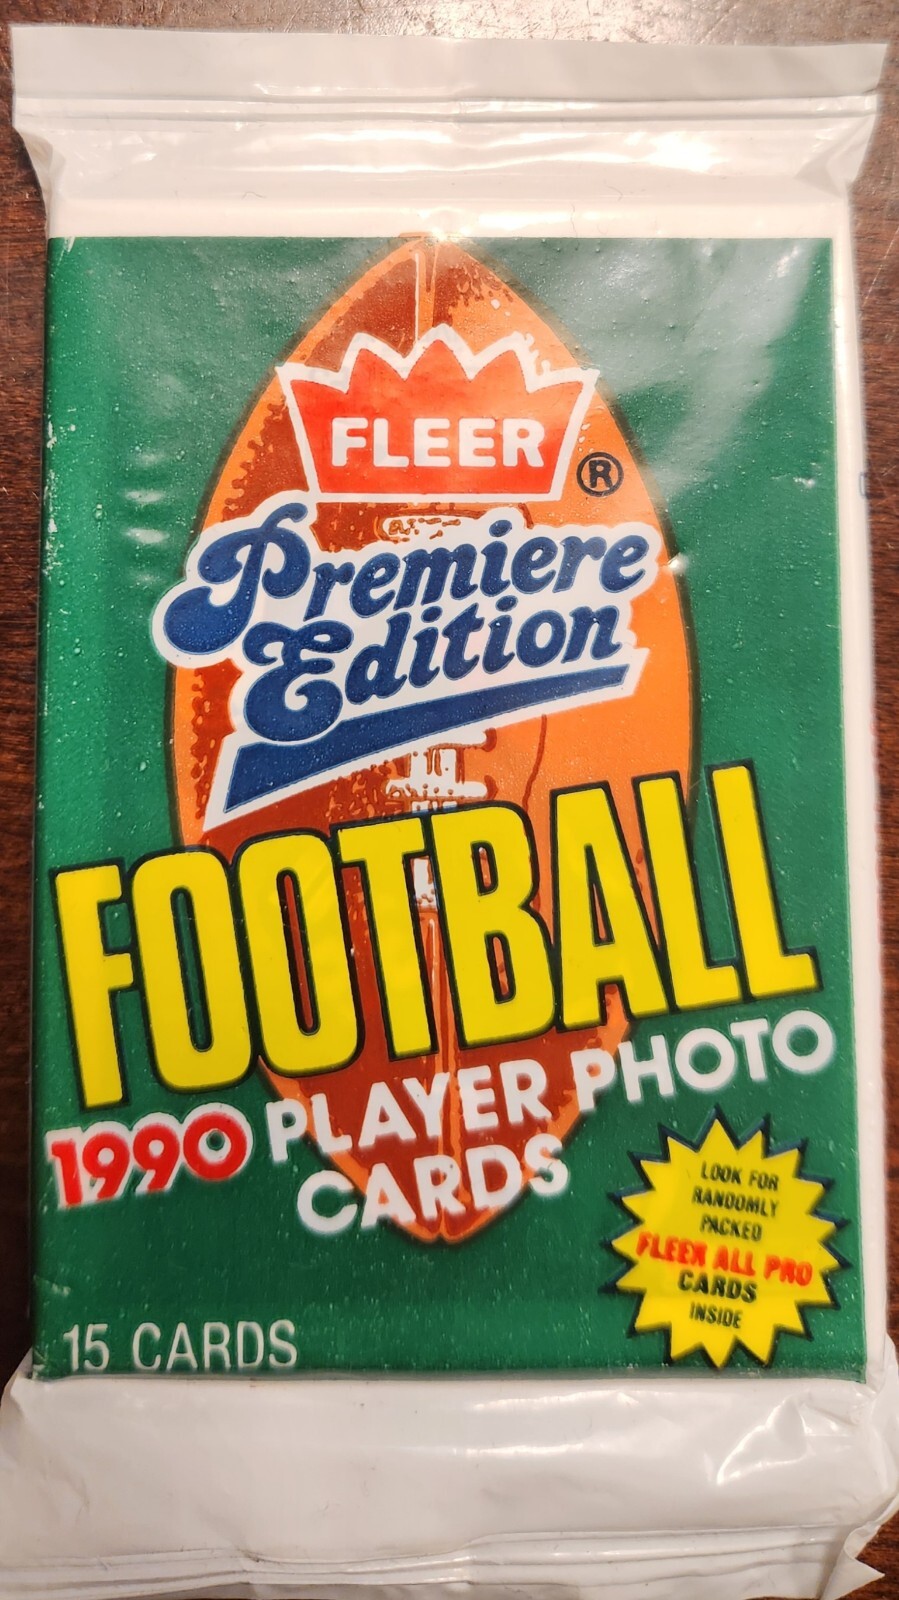 FLEER ®
Premiere
Edition
FOOTBALL
1990 PLAYER PHOTO
CARDS
LOOK FOR
RANDOMLY
PACKED
FLEER ALL PRO
CARDS
INSIDE
15 CARDS